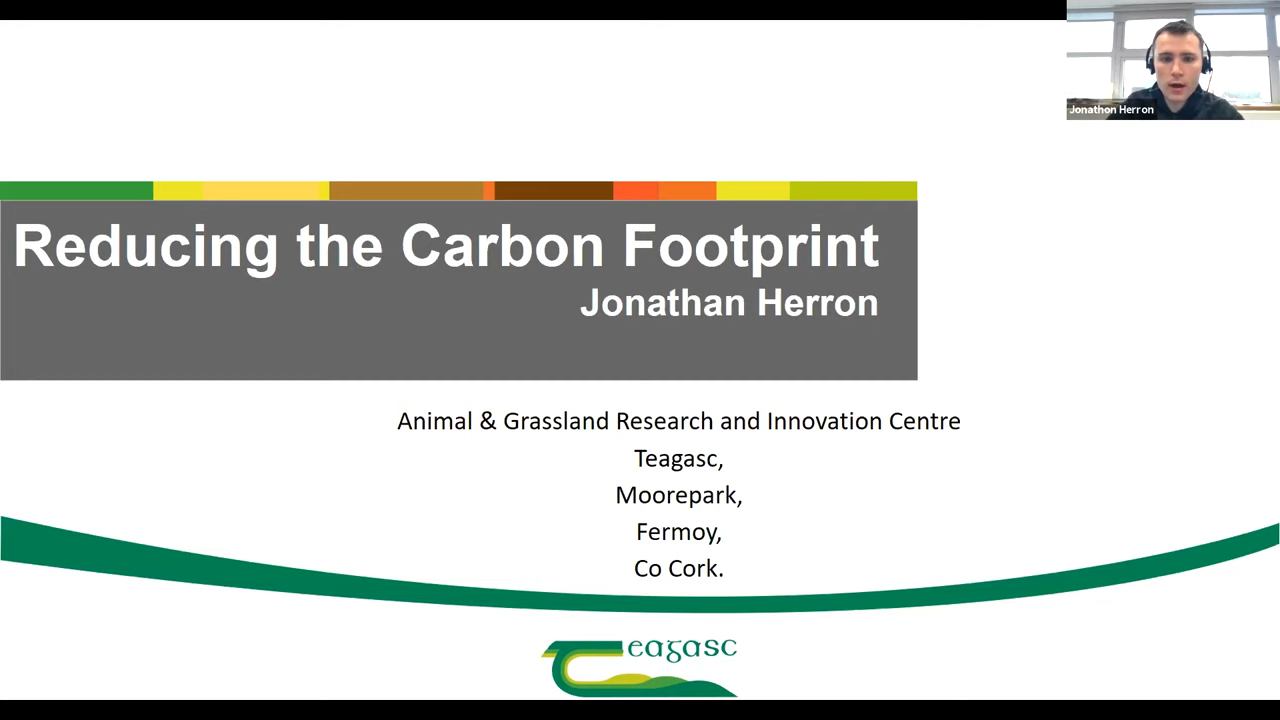 Jonathon Herron
Reducing the Carbon Footprint
Jonathan Herron
Animal & Grassland Research and Innovation Centre
Teagasc,
Moorepark,
Fermoy,
Co Cork.
Teagasc